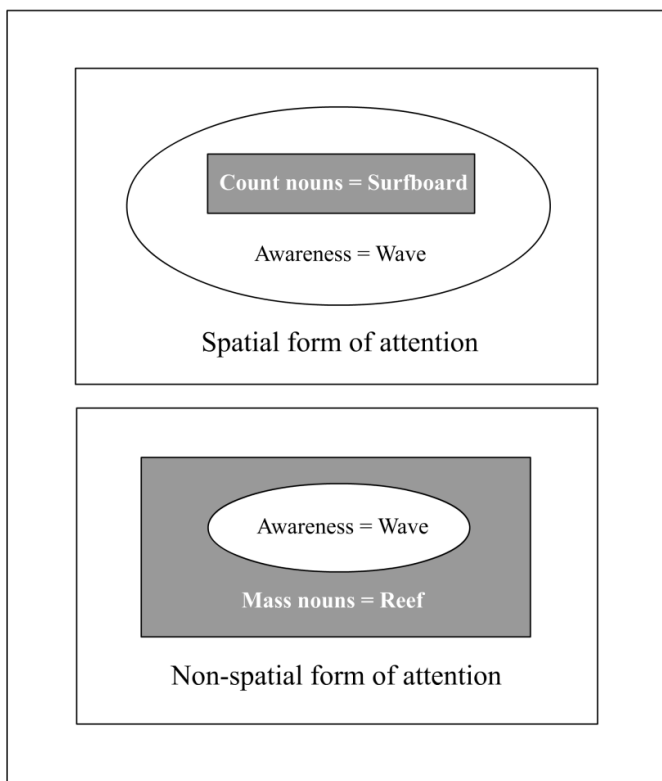 Count nouns = Surfboard
Awareness = Wave
Spatial form of attention
Awareness = Wave
Mass nouns = Reef
Non-spatial form of attention